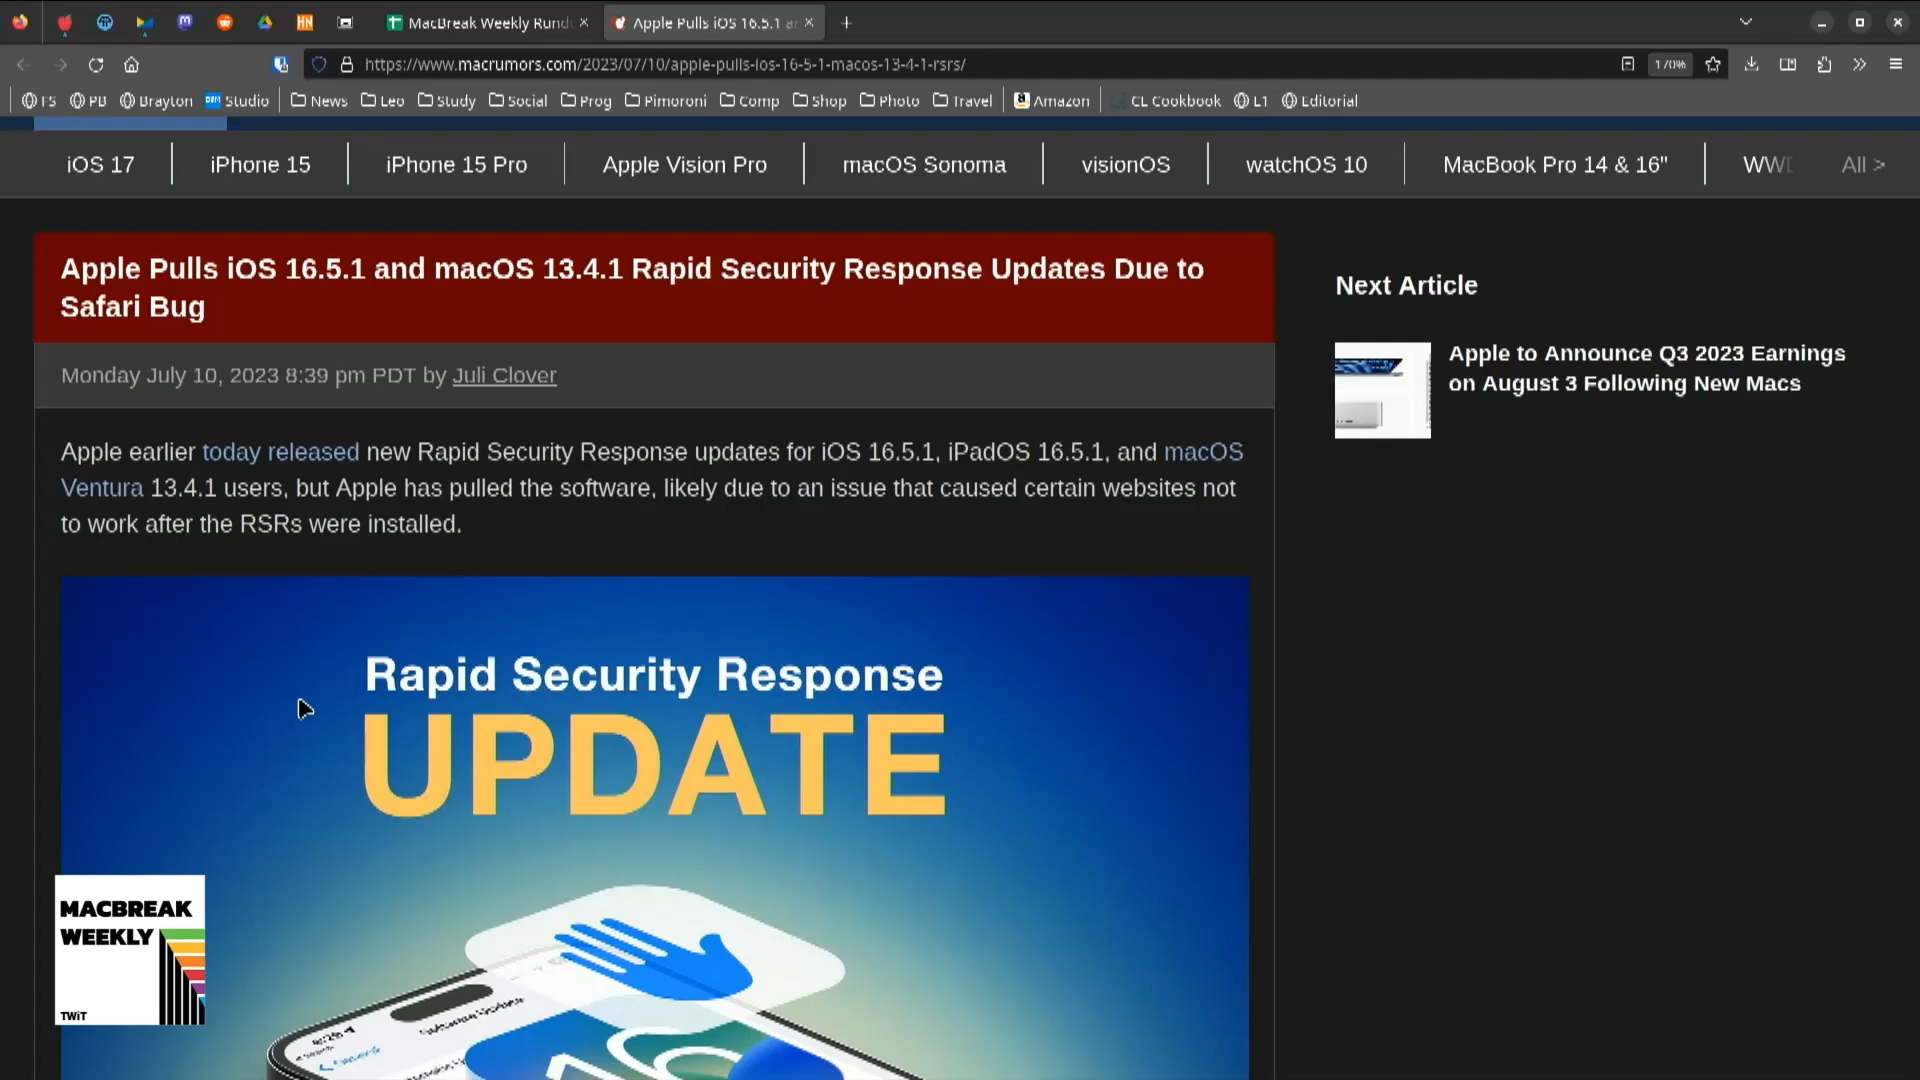 MacBreak Weekly Rund
Apple Pulls iOS 16.5.1 a
https://www.macrumors.com/2023/07/10/apple-pulls-ios-16-5-1-macos-13-4-1-rsrs/
170%
FS PB Brayton Studio News Leo Study Social Prog Pimoroni Comp Shop Photo Travel Amazon CL Cookbook L1 Editorial
iOS 17
iPhone 15
iPhone 15 Pro
Apple Vision Pro
macOS Sonoma
visionOS
watchOS 10
MacBook Pro 14 & 16"
WWD
All >
Apple Pulls iOS 16.5.1 and macOS 13.4.1 Rapid Security Response Updates Due to
Safari Bug
Monday July 10, 2023 8:39 pm PDT by Juli Clover
Apple earlier today released new Rapid Security Response updates for iOS 16.5.1, iPadOS 16.5.1, and macOS
Ventura 13.4.1 users, but Apple has pulled the software, likely due to an issue that caused certain websites not
to work after the RSRs were installed.
Next Article
Apple to Announce Q3 2023 Earnings
on August 3 Following New Macs
Rapid Security Response
UPDATE
Software Update
16
MACBREAK
WEEKLY
TWiT